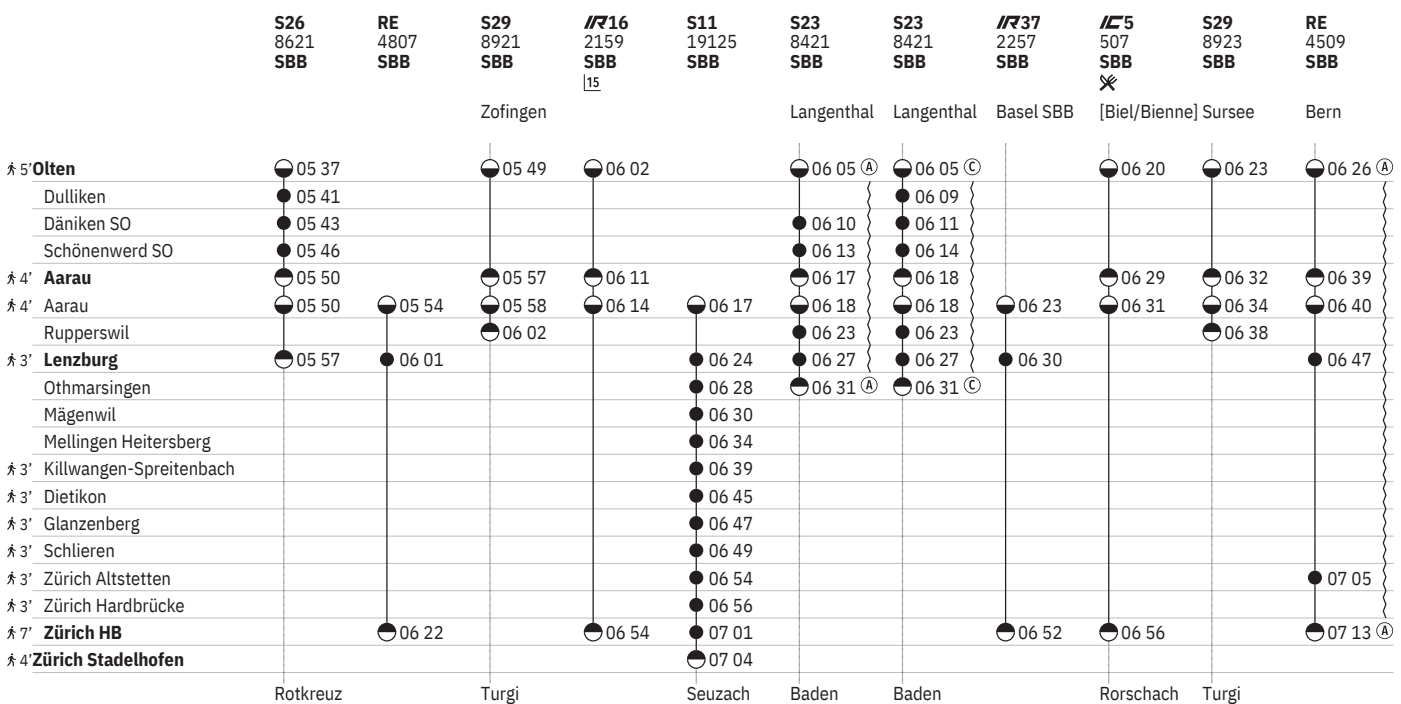 S26 RE S29 IR16 S11 S23 S23 IR37 IC5 S29 RE
8621 4807 8921 2159 19125 8421 8421 2257 507 8923 4509
SBB SBB SBB SBB SBB SBB SBB SBB SBB SBB SBB
15
Zofingen Langenthal Langenthal Basel SBB [Biel/Bienne] Sursee Bern
5’ Olten 05 37 05 49 06 02 06 05 A 06 05 C 06 20 06 23 06 26 A
Dulliken 05 41 06 09
Däniken SO 05 43 06 10 06 11
Schönenwerd SO 05 46 06 13 06 14
4’ Aarau 05 50 05 57 06 11 06 17 06 18 06 29 06 32 06 39
4’ Aarau 05 50 05 54 05 58 06 14 06 17 06 18 06 18 06 23 06 31 06 34 06 40
Rupperswil 06 02 06 23 06 23 06 38
3’ Lenzburg 05 57 06 01 06 24 06 27 06 27 06 30 06 47
Othmarsingen 06 28 06 31 A 06 31 C
Mägenwil 06 30
Mellingen Heitersberg 06 34
3’ Killwangen-Spreitenbach 06 39
3’ Dietikon 06 45
3’ Glanzenberg 06 47
3’ Schlieren 06 49
3’ Zürich Altstetten 06 54 07 05
3’ Zürich Hardbrücke 06 56
7’ Zürich HB 06 22 06 54 07 01 06 52 06 56 07 13 A
4’ Zürich Stadelhofen 07 04
Rotkreuz Turgi Seuzach Baden Baden Rorschach Turgi